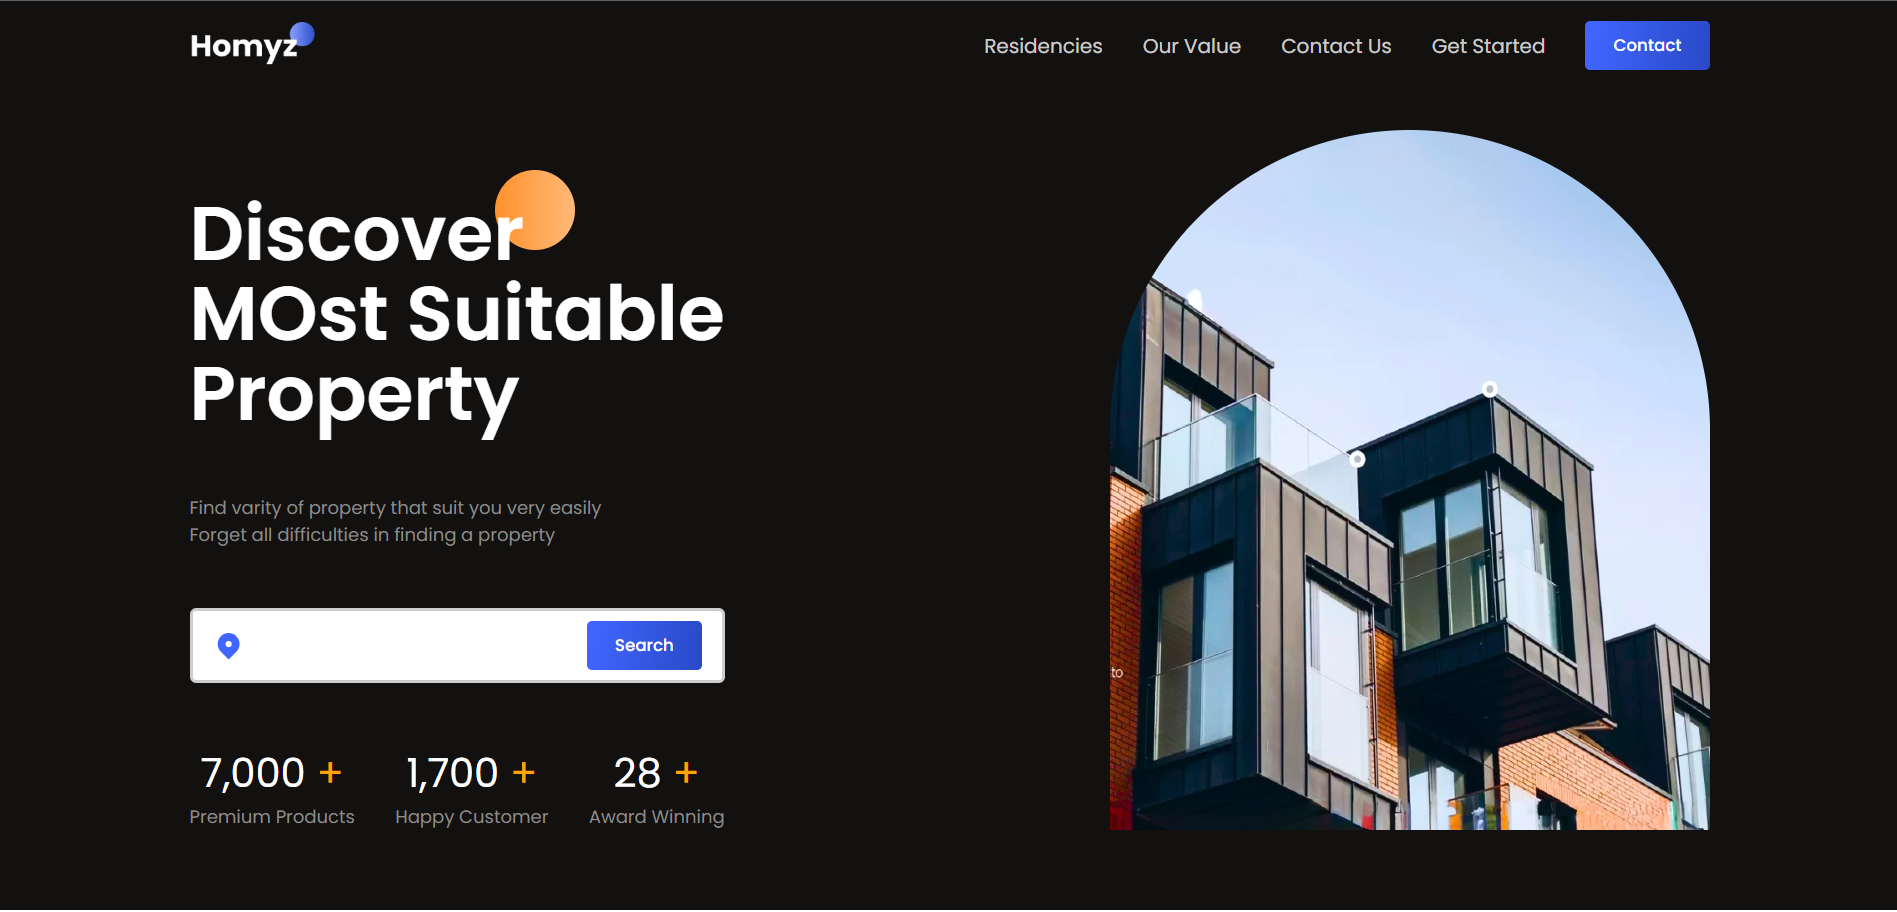 Homyz
Residencies
Our Value
Contact Us
Get Started
Contact
Discover
MOst Suitable
Property
Find varity of property that suit you very easily
Forget all difficulties in finding a property
Search
7,000 +
1,700 +
28 +
Premium Products
Happy Customer
Award Winning
to